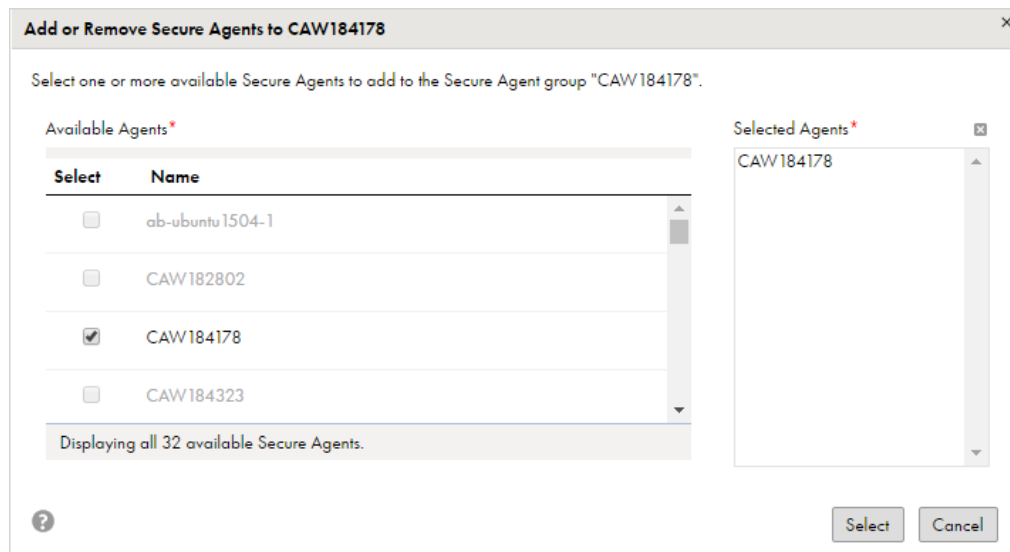 Add or Remove Secure Agents to CAW184178
×
Select one or more available Secure Agents to add to the Secure Agent group "CAW184178".
Available Agents*
Selected Agents*
Select Name
ab-ubuntu1504-1
CAW182802
CAW184178
CAW184323
Displaying all 32 available Secure Agents.
CAW184178
?
Select Cancel